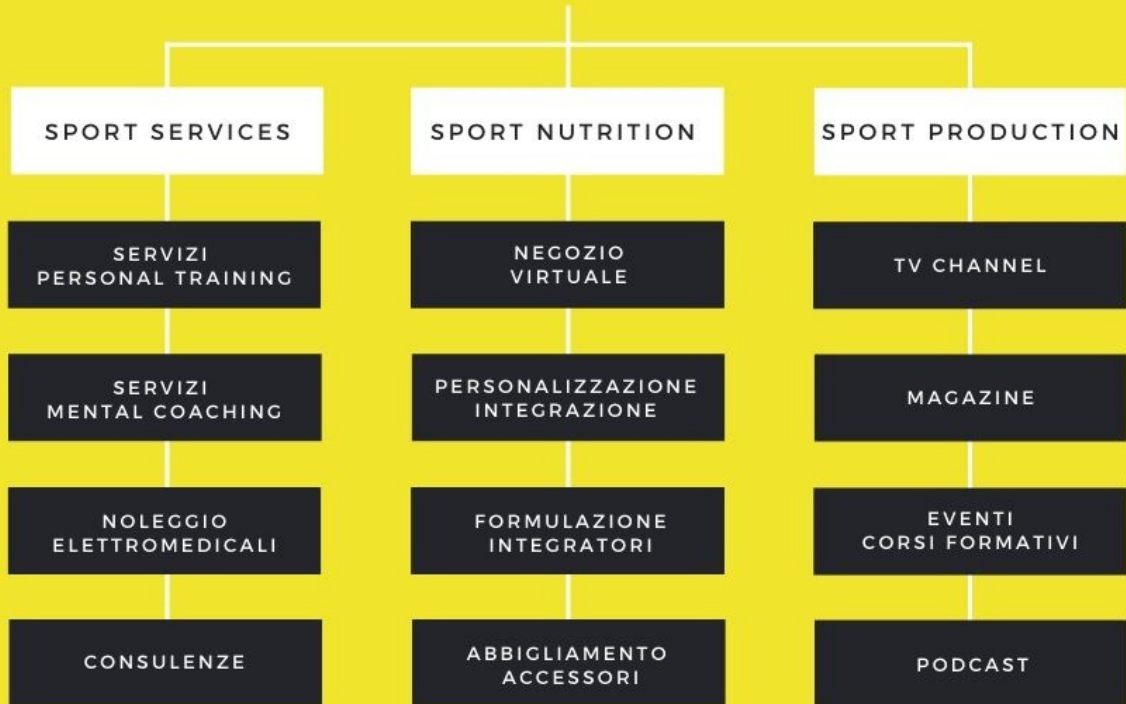 SPORT SERVICES
SERVIZI
PERSONAL TRAINING
SERVIZI
MENTAL COACHING
NOLEGGIO
ELETTROMEDICALI
CONSULENZE
SPORT NUTRITION
NEGOZIO
VIRTUALE
PERSONALIZZAZIONE
INTEGRAZIONE
FORMULAZIONE
INTEGRATORI
ABBIGLIAMENTO
ACCESSORI
SPORT PRODUCTION
TV CHANNEL
MAGAZINE
EVENTI
CORSI FORMATIVI
PODCAST